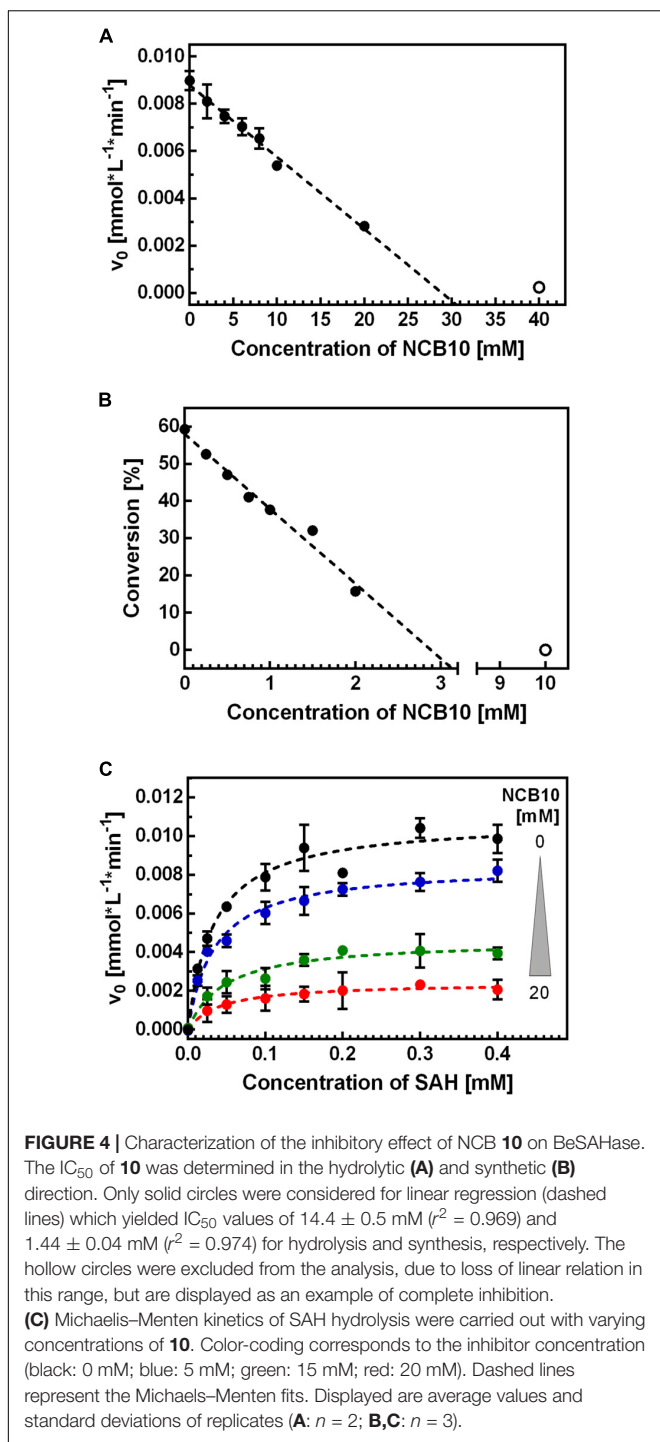 A
0.010
0.008
0.006
0.004
0.002
0.000
v0 [mmol*L-1*min-1]
0 5 10 15 20 25 30 35 40
Concentration of NCB10 [mM]
B
60
50
40
30
20
10
0
Conversion [%]
0 1 2 3 9 10
Concentration of NCB10 [mM]
C
0.012
0.010
0.008
0.006
0.004
0.002
0.000
v0 [mmol*L-1*min-1]
NCB10
[mM]
0
20
0.0 0.1 0.2 0.3 0.4
Concentration of SAH [mM]
FIGURE 4 | Characterization of the inhibitory effect of NCB 10 on BeSAHase.
The IC50 of 10 was determined in the hydrolytic (A) and synthetic (B)
direction. Only solid circles were considered for linear regression (dashed
lines) which yielded IC50 values of 14.4 ± 0.5 mM (r2 = 0.969) and
1.44 ± 0.04 mM (r2 = 0.974) for hydrolysis and synthesis, respectively. The
hollow circles were excluded from the analysis, due to loss of linear relation in
this range, but are displayed as an example of complete inhibition.
(C) Michaelis–Menten kinetics of SAH hydrolysis were carried out with varying
concentrations of 10. Color-coding corresponds to the inhibitor concentration
(black: 0 mM; blue: 5 mM; green: 15 mM; red: 20 mM). Dashed lines
represent the Michaels–Menten fits. Displayed are average values and
standard deviations of replicates (A: n = 2; B,C: n = 3).